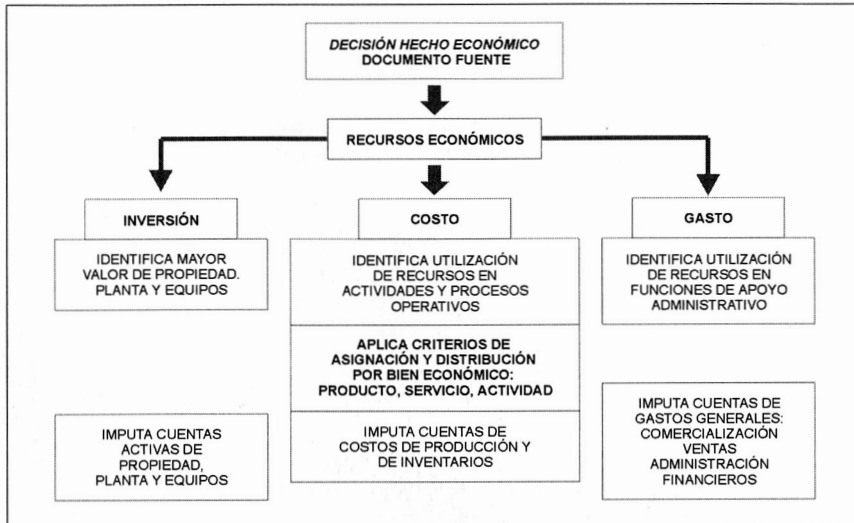 DECISIÓN HECHO ECONÓMICO
DOCUMENTO FUENTE
RECURSOS ECONÓMICOS
INVERSIÓN
IDENTIFICA MAYOR
VALOR DE PROPIEDAD.
PLANTA Y EQUIPOS
IMPUTA CUENTAS
ACTIVAS DE
PROPIEDAD,
PLANTA Y EQUIPOS
COSTO
IDENTIFICA UTILIZACIÓN
DE RECURSOS EN
ACTIVIDADES Y PROCESOS
OPERATIVOS
APLICA CRITERIOS DE
ASIGNACIÓN Y DISTRIBUCIÓN
POR BIEN ECONÓMICO:
PRODUCTO, SERVICIO, ACTIVIDAD
IMPUTA CUENTAS DE
COSTOS DE PRODUCCIÓN Y
DE INVENTARIOS
GASTO
IDENTIFICA UTILIZACIÓN
DE RECURSOS EN
FUNCIONES DE APOYO
ADMINISTRATIVO
IMPUTA CUENTAS DE
GASTOS GENERALES:
COMERCIALIZACIÓN
VENTAS
ADMINISTRACIÓN
FINANCIEROS